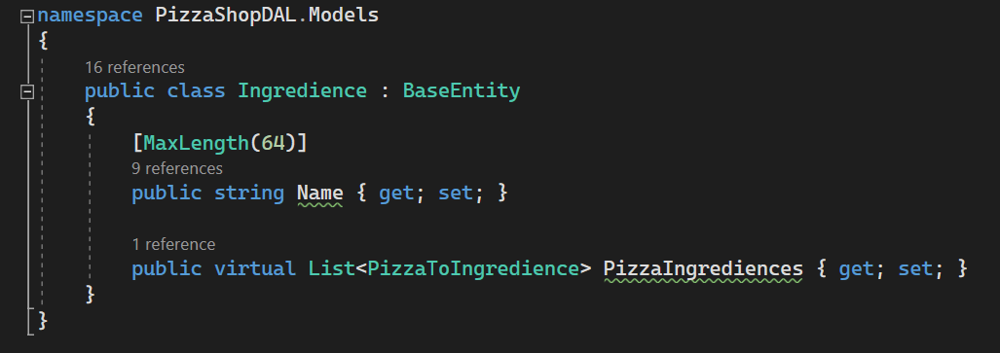 namespace PizzaShopDAL.Models
{
16 references
public class Ingredience : BaseEntity
{
[MaxLength(64)]
9 references
public string Name { get; set; }
1 reference
public virtual List<PizzaToIngredience> PizzaIngrediences { get; set; }
}
}